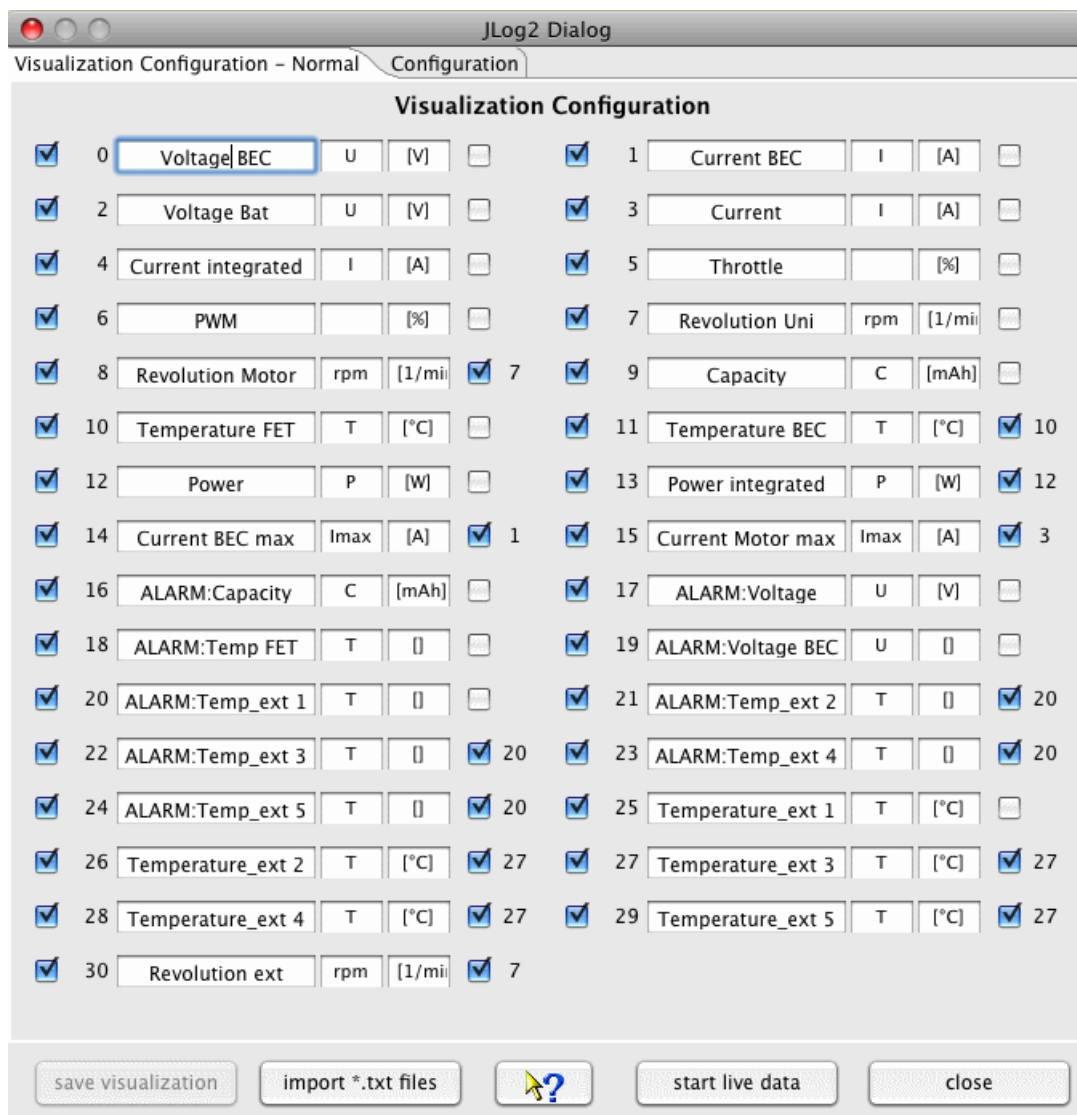 JLog2 Dialog
Visualization Configuration – Normal Configuration
Visualization Configuration
0 Voltage BEC U [V] 1 Current BEC I [A]
2 Voltage Bat U [V] 3 Current I [A]
4 Current integrated I [A] 5 Throttle [%]
6 PWM [%] 7 Revolution Uni rpm [1/mi
8 Revolution Motor rpm [1/mi 7 9 Capacity C [mAh]
10 Temperature FET T [°C] 11 Temperature BEC T [°C] 10
12 Power P [W] 13 Power integrated P [W] 12
14 Current BEC max Imax [A] 1 15 Current Motor max Imax [A] 3
16 ALARM:Capacity C [mAh] 17 ALARM:Voltage U [V]
18 ALARM:Temp FET T [] 19 ALARM:Voltage BEC U []
20 ALARM:Temp_ext 1 T [] 21 ALARM:Temp_ext 2 T [] 20
22 ALARM:Temp_ext 3 T [] 20 23 ALARM:Temp_ext 4 T [] 20
24 ALARM:Temp_ext 5 T [] 20 25 Temperature_ext 1 T [°C]
26 Temperature_ext 2 T [°C] 27 27 Temperature_ext 3 T [°C] 27
28 Temperature_ext 4 T [°C] 27 29 Temperature_ext 5 T [°C] 27
30 Revolution ext rpm [1/mi 7
save visualization import *.txt files ? start live data close